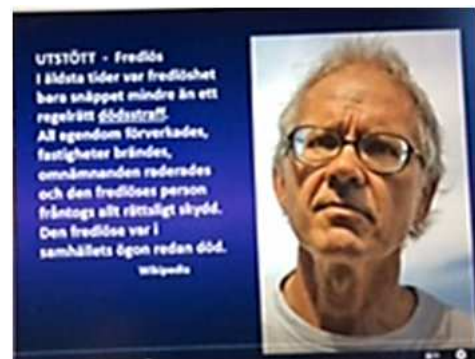 UTSTÖTT - Fredlös
I äldsta tider var fredlöshet
bara snäppet mindre än ett
regelrätt dödsstraff.
All egendom förverkades,
fastigheter brändes,
omnämnanden raderades
och den fredlöses person
fråntogs allt rättsligt skydd.
Den fredlöse var i
samhällets ögon redan död.
Wikipedia